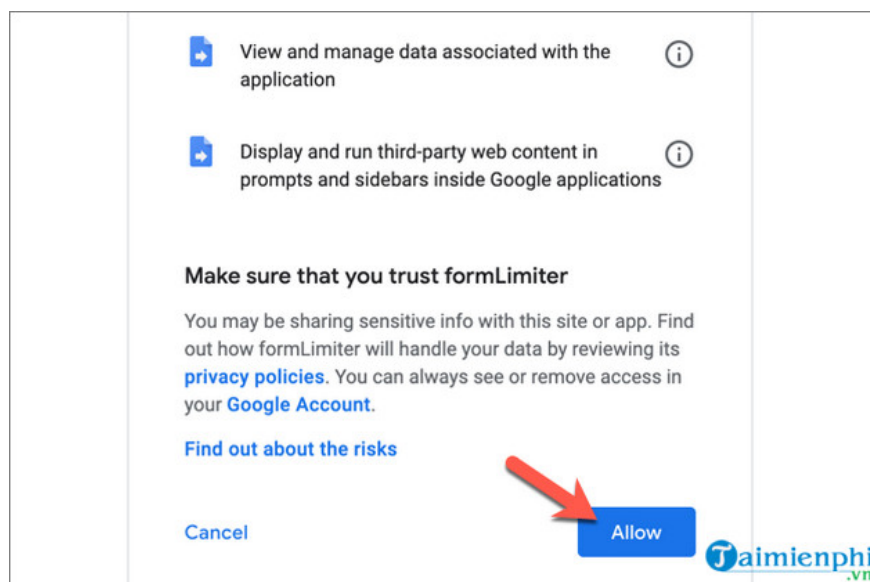 View and manage data associated with the
application
Display and run third-party web content in
prompts and sidebars inside Google applications
Make sure that you trust formLimiter
You may be sharing sensitive info with this site or app. Find
out how formLimiter will handle your data by reviewing its
privacy policies. You can always see or remove access in
your Google Account.
Find out about the risks
Cancel
Allow
Taimienphi
.vn